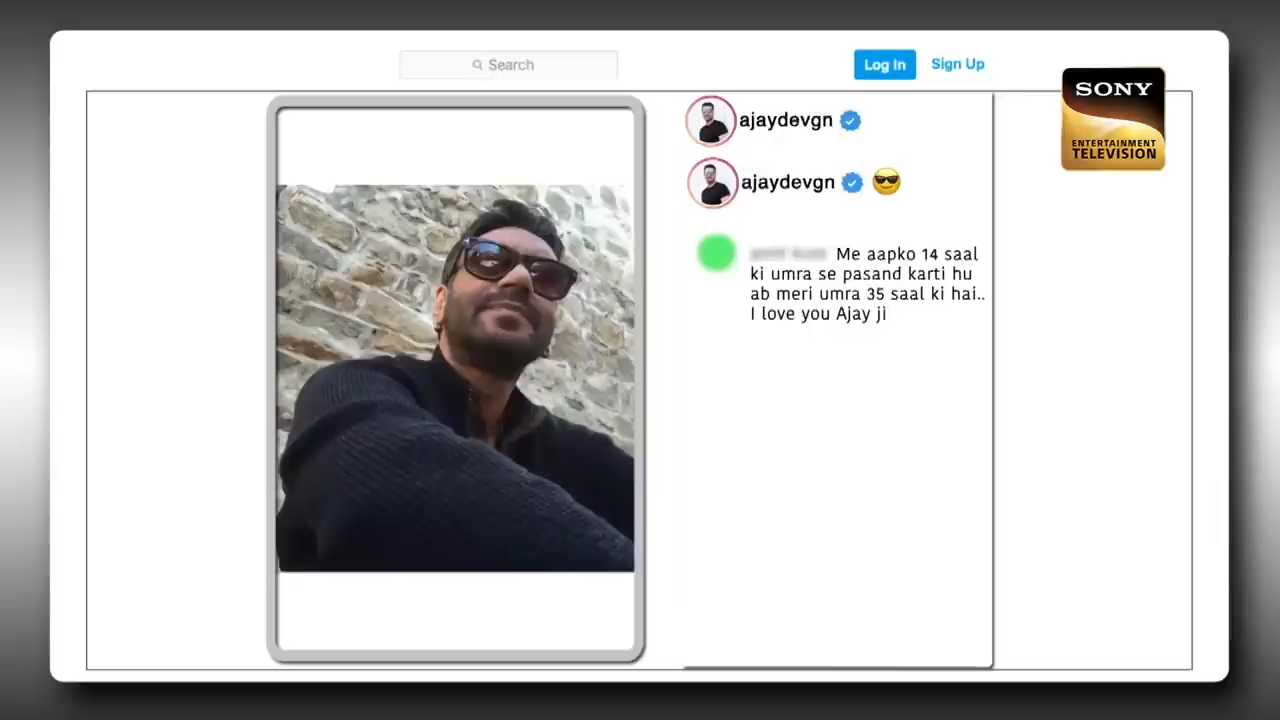 Search
Log In
Sign Up
SONY
ENTERTAINMENT
TELEVISION
ajaydevgn
ajaydevgn 😎
Me aapko 14 saal
ki umra se pasand karti hu
ab meri umra 35 saal ki hai..
I love you Ajay ji